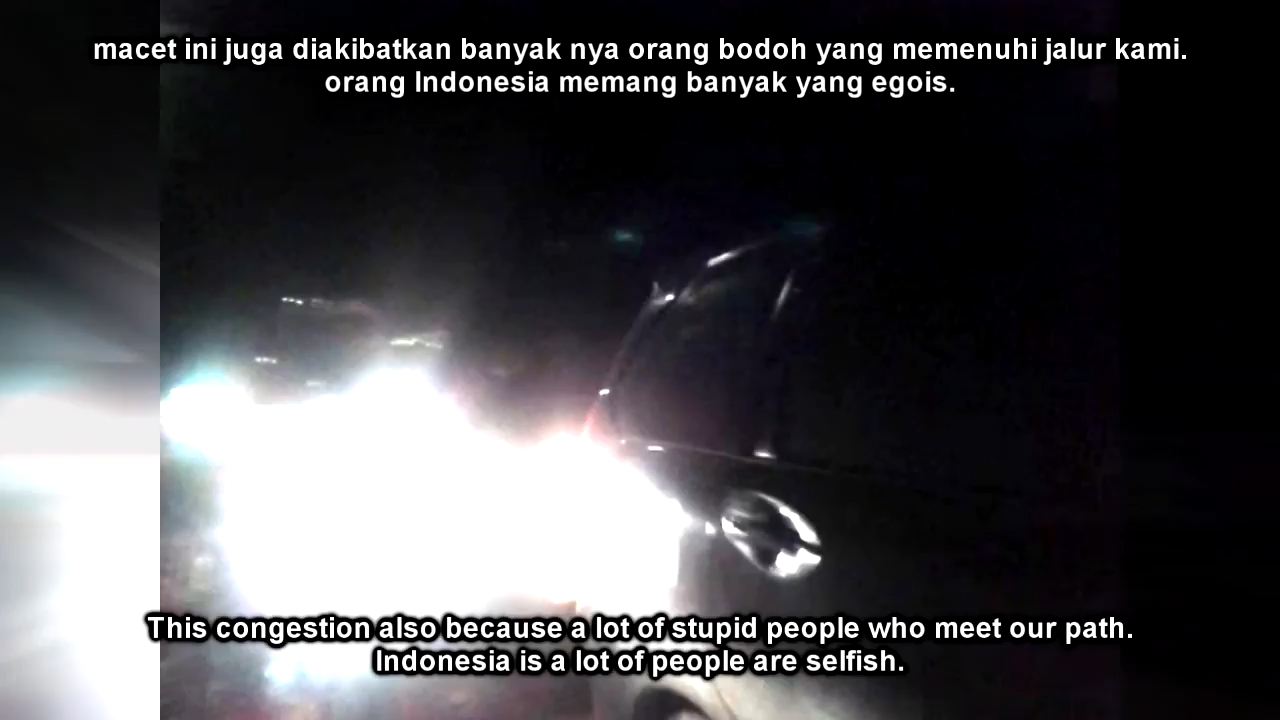 macet ini juga diakibatkan banyak nya orang bodoh yang memenuhi jalur kami.
orang Indonesia memang banyak yang egois.
This congestion also because a lot of stupid people who meet our path.
Indonesia is a lot of people are selfish.